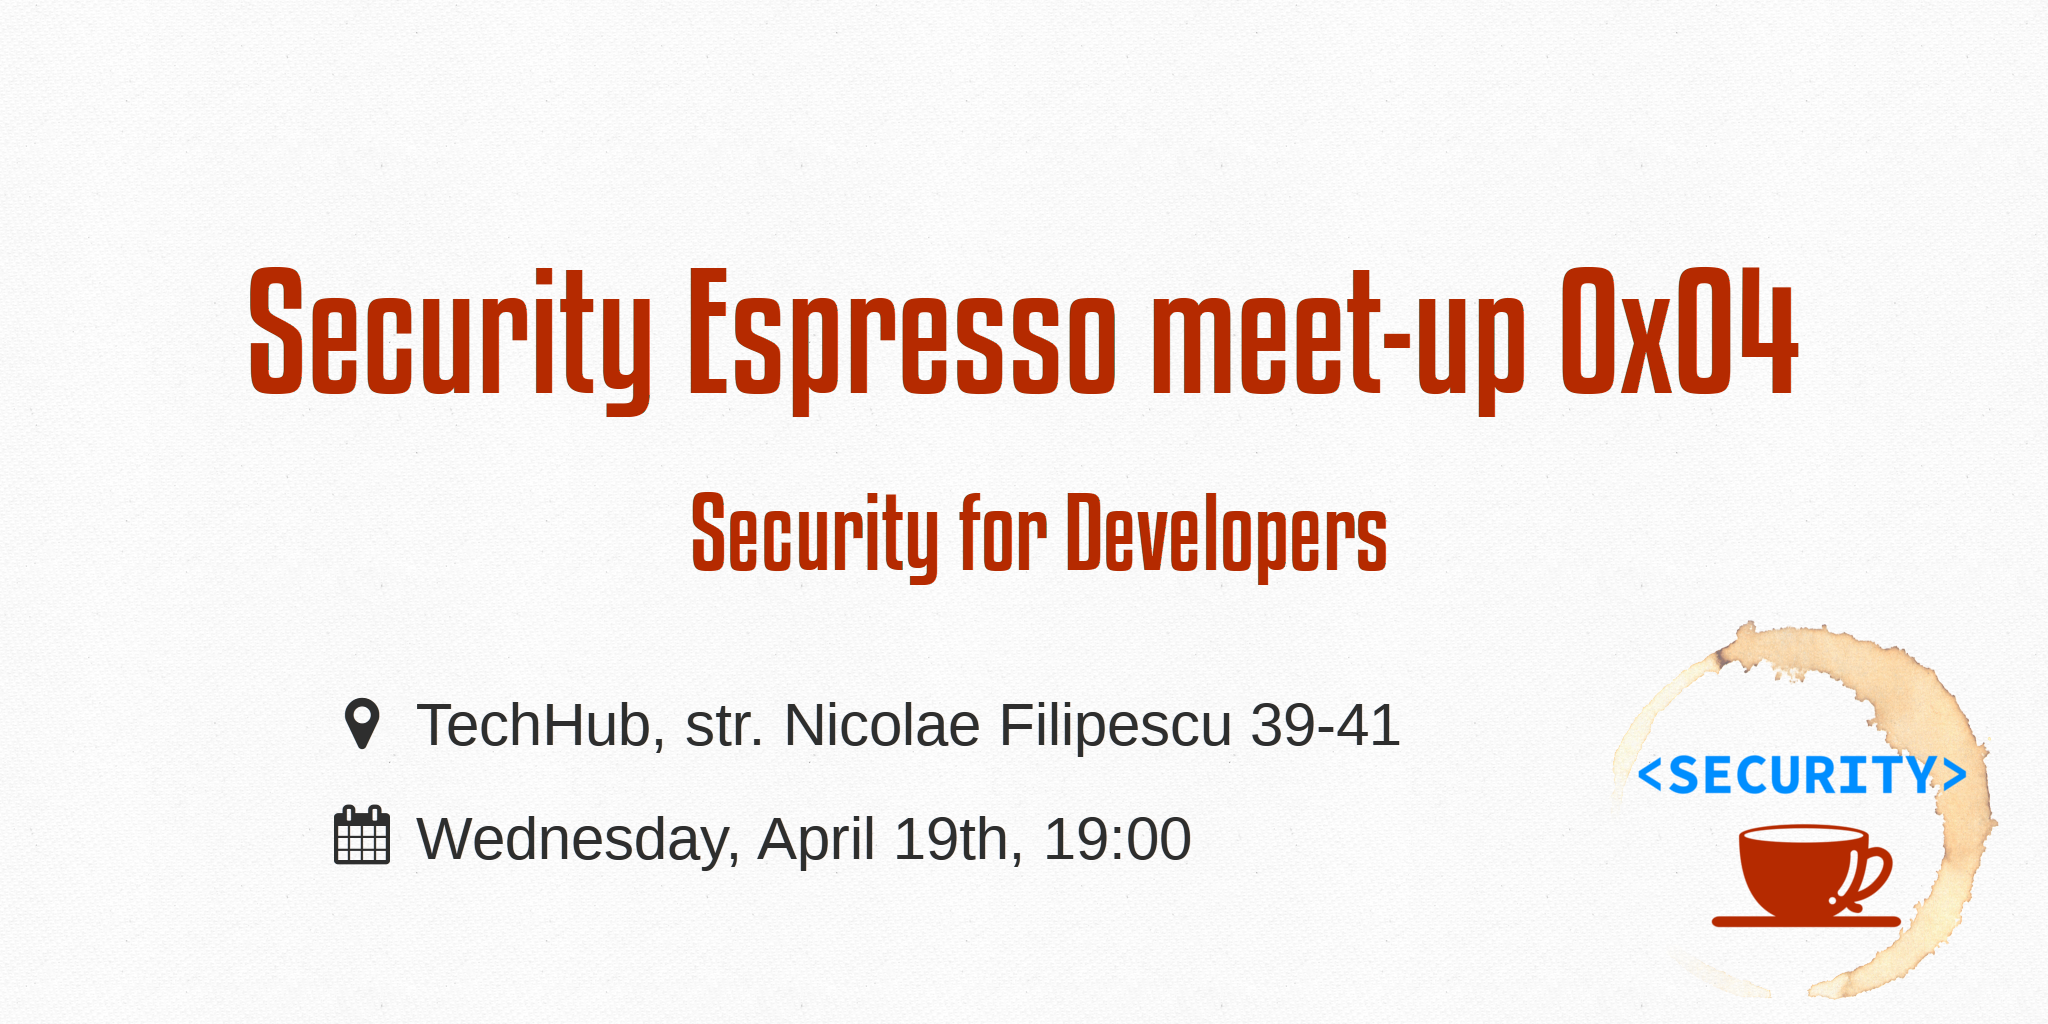 Security Espresso meet-up 0x04
Security for Developers
TechHub, str. Nicolae Filipescu 39-41
Wednesday, April 19th, 19:00
<SECURITY>